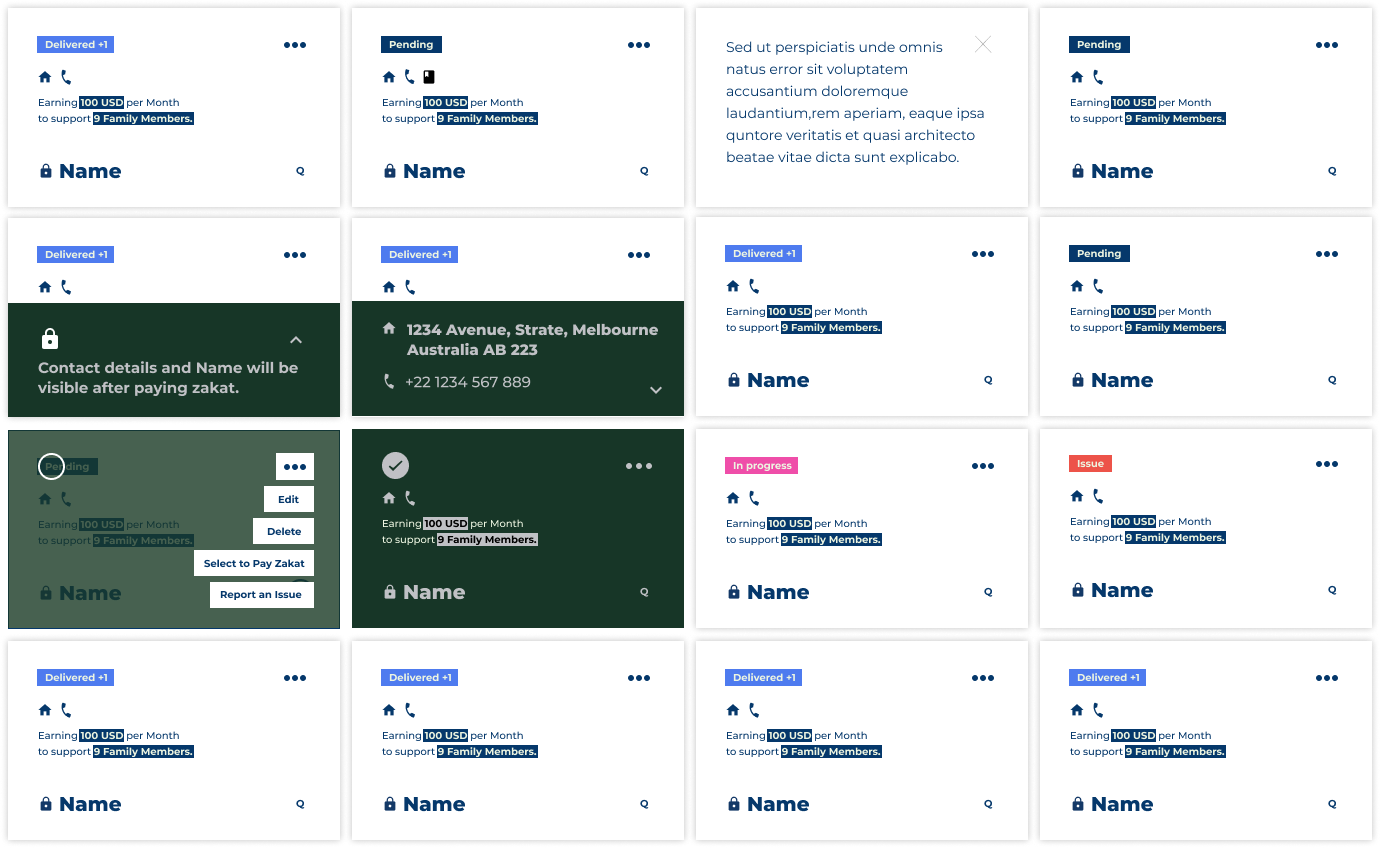 Delivered +1
Earning 100 USD per Month
to support 9 Family Members.
Name
Q
Pending
Earning 100 USD per Month
to support 9 Family Members.
Name
Q
Sed ut perspiciatis unde omnis
natus error sit voluptatem
accusantium doloremque
laudantium,rem aperiam, eaque ipsa
quntore veritatis et quasi architecto
beatae vitae dicta sunt explicabo.
Pending
Earning 100 USD per Month
to support 9 Family Members.
Name
Q
Delivered +1
Contact details and Name will be
visible after paying zakat.
Delivered +1
1234 Avenue, Strate, Melbourne
Australia AB 223
+22 1234 567 889
Delivered +1
Earning 100 USD per Month
to support 9 Family Members.
Name
Q
Pending
Earning 100 USD per Month
to support 9 Family Members.
Name
Q
Pending
Earning 100 USD per Month
to support 9 Family Members.
Name
Edit
Delete
Select to Pay Zakat
Report an Issue
Earning 100 USD per Month
to support 9 Family Members.
Name
Q
In progress
Earning 100 USD per Month
to support 9 Family Members.
Name
Q
Issue
Earning 100 USD per Month
to support 9 Family Members.
Name
Q
Delivered +1
Earning 100 USD per Month
to support 9 Family Members.
Name
Q
Delivered +1
Earning 100 USD per Month
to support 9 Family Members.
Name
Q
Delivered +1
Earning 100 USD per Month
to support 9 Family Members.
Name
Q
Delivered +1
Earning 100 USD per Month
to support 9 Family Members.
Name
Q